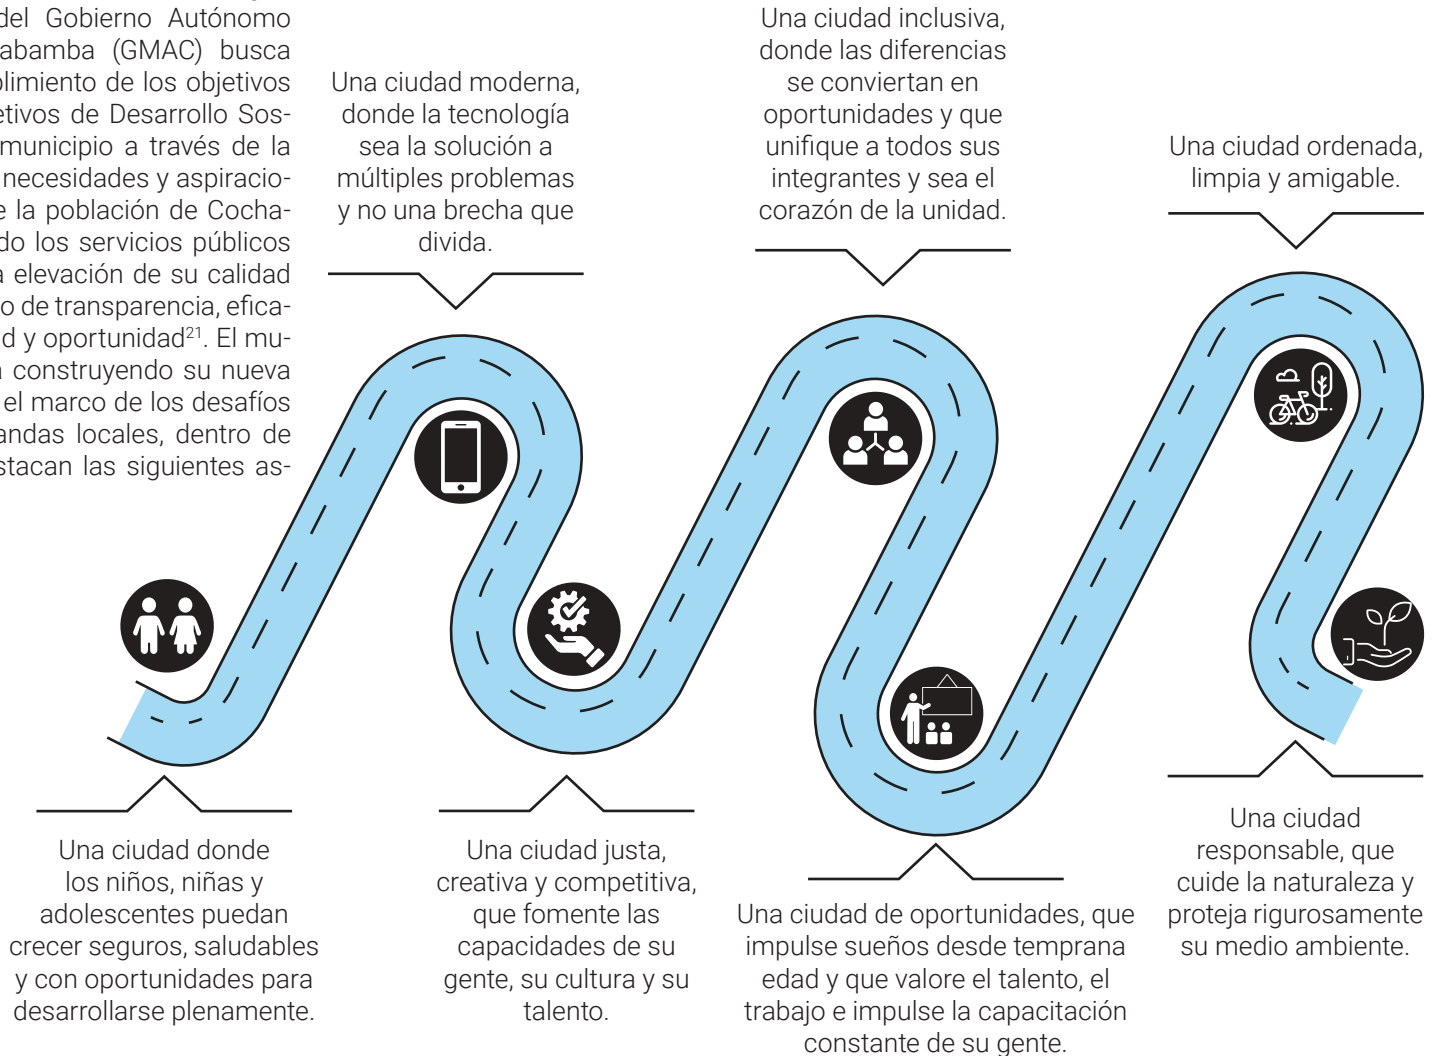 del Gobierno Autónomo
abamba (GMAC) busca
plimiento de los objetivos
etivos de Desarrollo Sos-
municipio a través de la
necesidades y aspiracio-
e la población de Cocha-
do los servicios públicos
a elevación de su calidad
o de transparencia, efica-
d y oportunidad21. El mu-
a construyendo su nueva
el marco de los desafíos
andas locales, dentro de
stacan las siguientes as-
Una ciudad moderna,
donde la tecnología
sea la solución a
múltiples problemas
y no una brecha que
divida.
Una ciudad inclusiva,
donde las diferencias
se conviertan en
oportunidades y que
unifique a todos sus
integrantes y sea el
corazón de la unidad.
Una ciudad ordenada,
limpia y amigable.
Una ciudad donde
los niños, niñas y
adolescentes puedan
crecer seguros, saludables
y con oportunidades para
desarrollarse plenamente.
Una ciudad justa,
creativa y competitiva,
que fomente las
capacidades de su
gente, su cultura y su
talento.
Una ciudad de oportunidades, que
impulse sueños desde temprana
edad y que valore el talento, el
trabajo e impulse la capacitación
constante de su gente.
Una ciudad
responsable, que
cuide la naturaleza y
proteja rigurosamente
su medio ambiente.